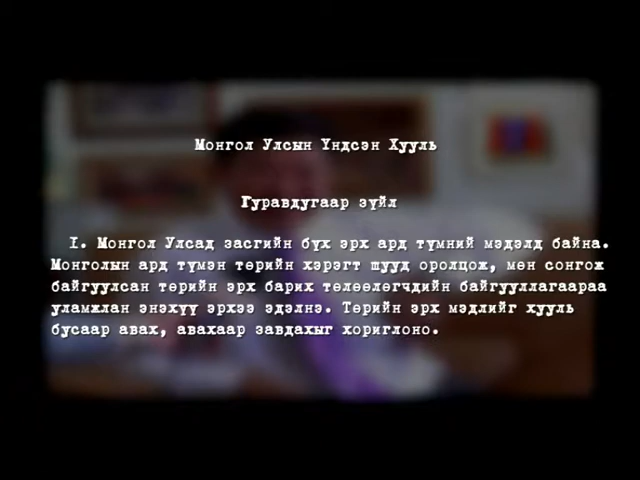 Монгол Улсын Үндсэн Хууль
Гуравдугаар зүйл
I. Монгол Улсад засгийн бүх эрх ард түмний мэдэлд байна.
Монголын ард түмэн төрийн хэрэгт шууд оролцож, мөн сонгож
байгуулсан төрийн эрх барих төлөөлөгчдийн байгууллагаараа
уламжлан энэхүү эрхээ эдэлнэ. Төрийн эрх мэдлийг хууль
бусаар авах, авахаар завдахыг хориглоно.